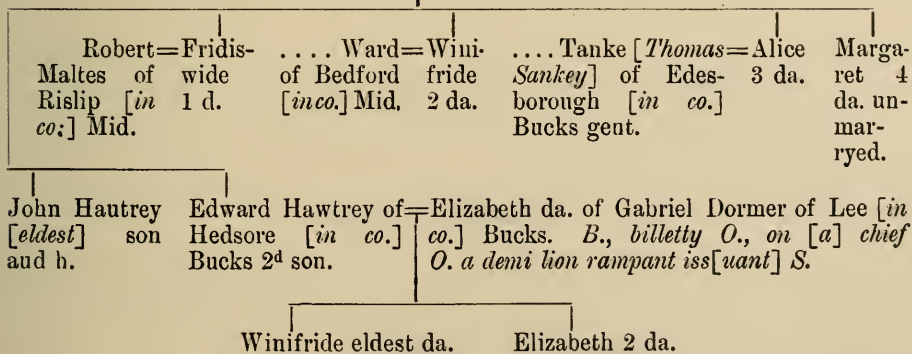 Robert=Fridis-
Maltes of wide
Rislip [in 1 d.
co:] Mid.
.... Ward=Wini-
of Bedford fride
[in co.] Mid. 2 da.
.... Tanke [Thomas=Alice
Sankey] of Edes- 3 da.
borough [in co.]
Bucks gent.
Marga-
ret 4
da. un-
mar-
ryed.
John Hautrey
[eldest] son
and h.
Edward Hawtrey of=Elizabeth da. of Gabriel Dormer of Lee [in
Hedsore [in co.] co.] Bucks. B., billetty O., on [a] chief
Bucks 2d son. O. a demi lion rampant iss[uant] S.
Winifride eldest da. Elizabeth 2 da.